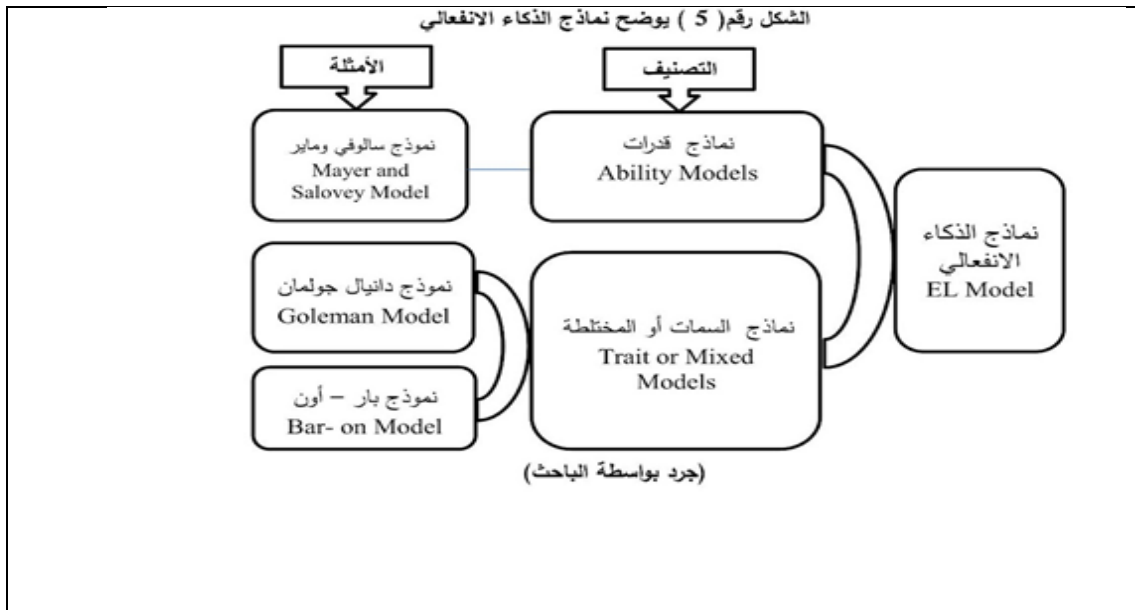 الشكل رقم( 5 ) يوضح نماذج الذكاء الانفعالي
التصنيف
الأمثلة
نماذج الذكاء
الانفعالي
EL Model
نماذج قدرات
Ability Models
نموذج سالوفي وماير
Mayer and
Salovey Model
نماذج السمات أو المختلطة
Trait or Mixed
Models
نموذج دانيال جولمان
Goleman Model
نموذج بار – أون
Bar- on Model
(جرد بواسطة الباحث)